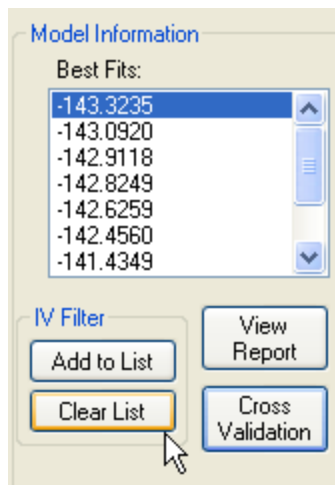 Model Information
Best Fits:
-143.3235
-143.0920
-142.9118
-142.8249
-142.6259
-142.4560
-141.4349
IV Filter
Add to List
Clear List
View
Report
Cross
Validation